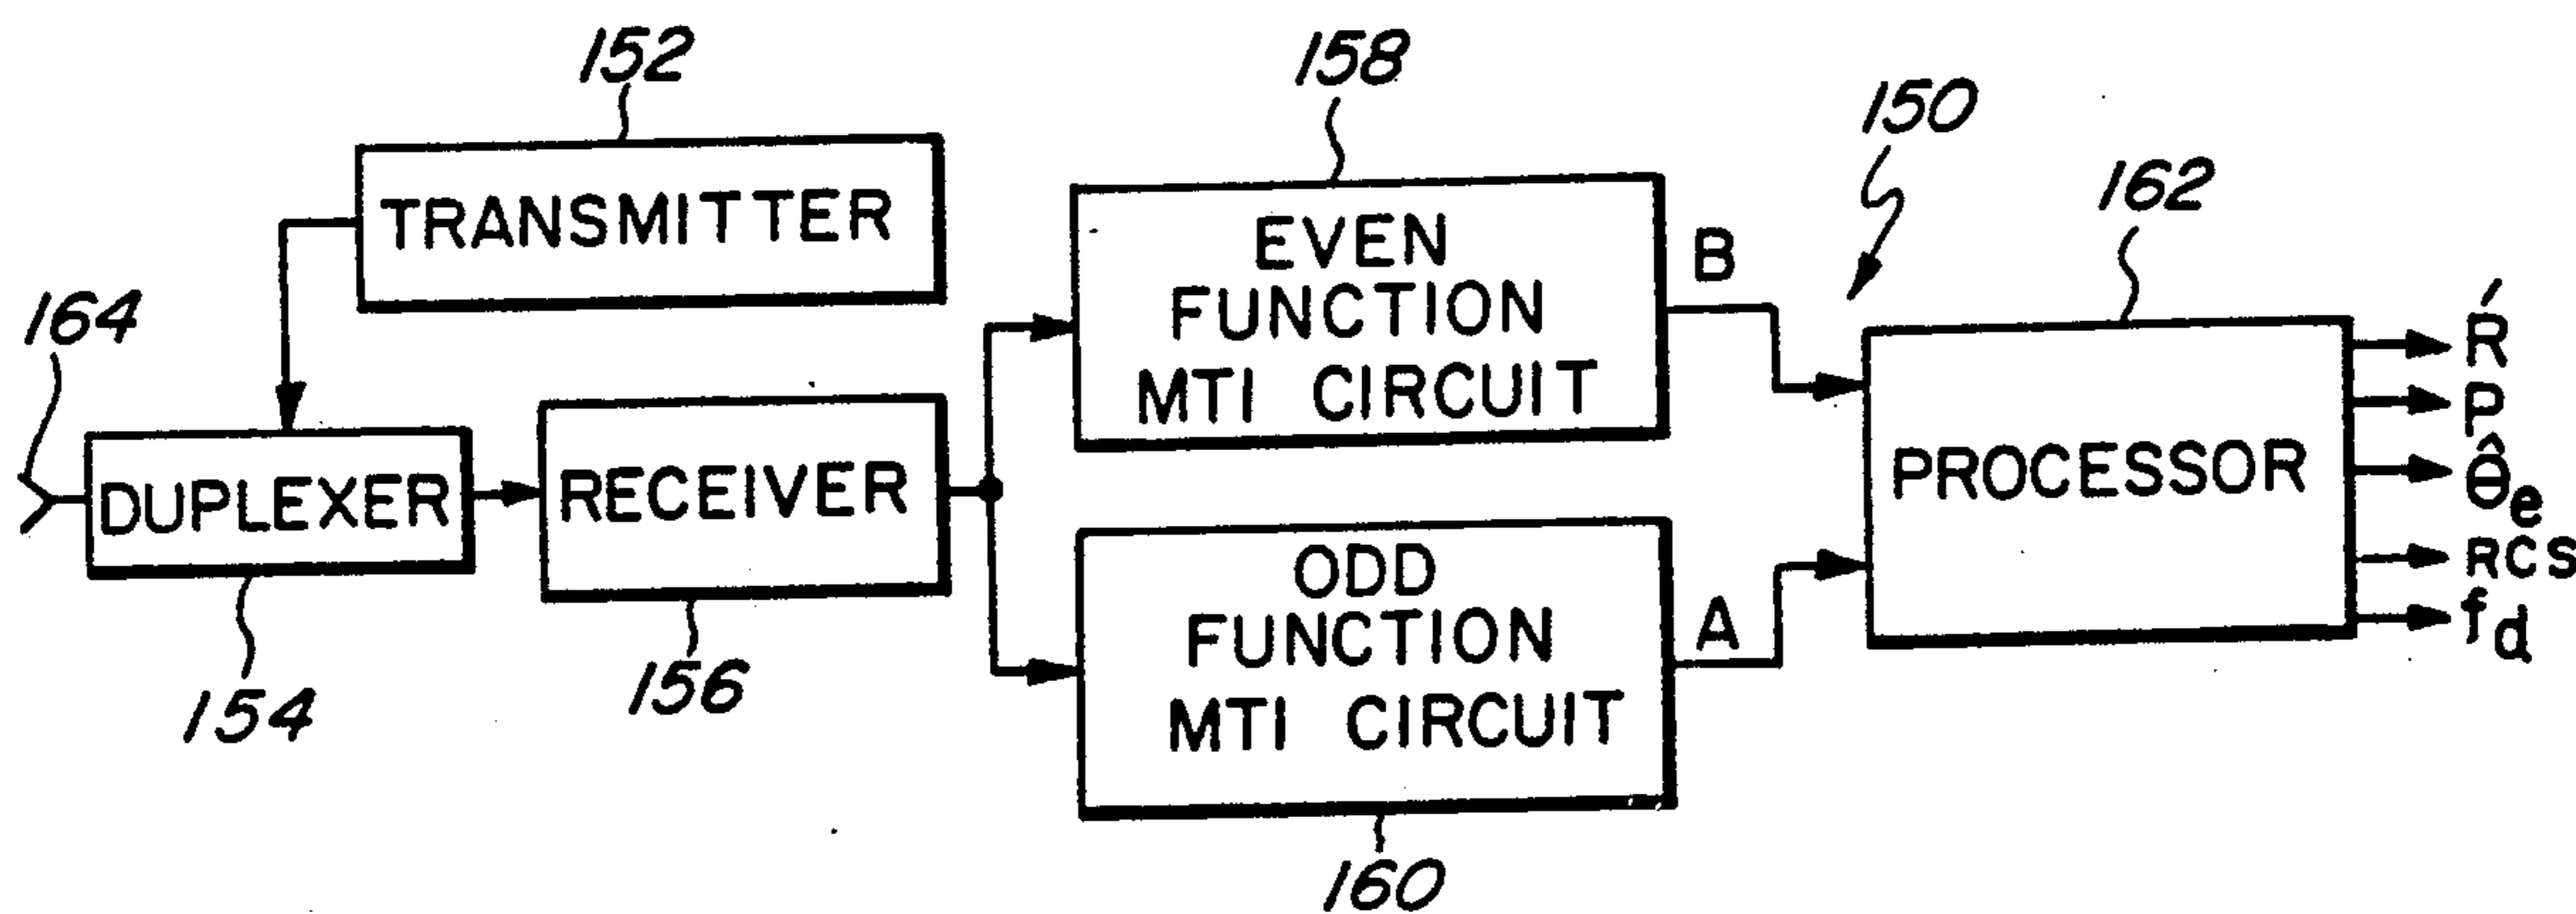 152
TRANSMITTER
164
DUPLEXER
154
RECEIVER
156
158
EVEN
FUNCTION
MTI CIRCUIT
B
ODD
FUNCTION
MTI CIRCUIT
A
160
150
162
PROCESSOR
Ŕ
P
θ̂e
RCS
fd